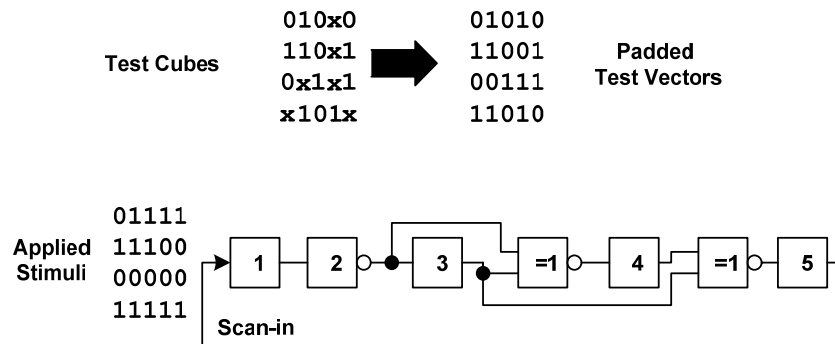 Test Cubes
010x0
110x1
0x1x1
x101x
01010
11001
00111
11010
Padded
Test Vectors
Applied
Stimuli
01111
11100
00000
11111
1
2
3
=1
4
=1
5
Scan-in